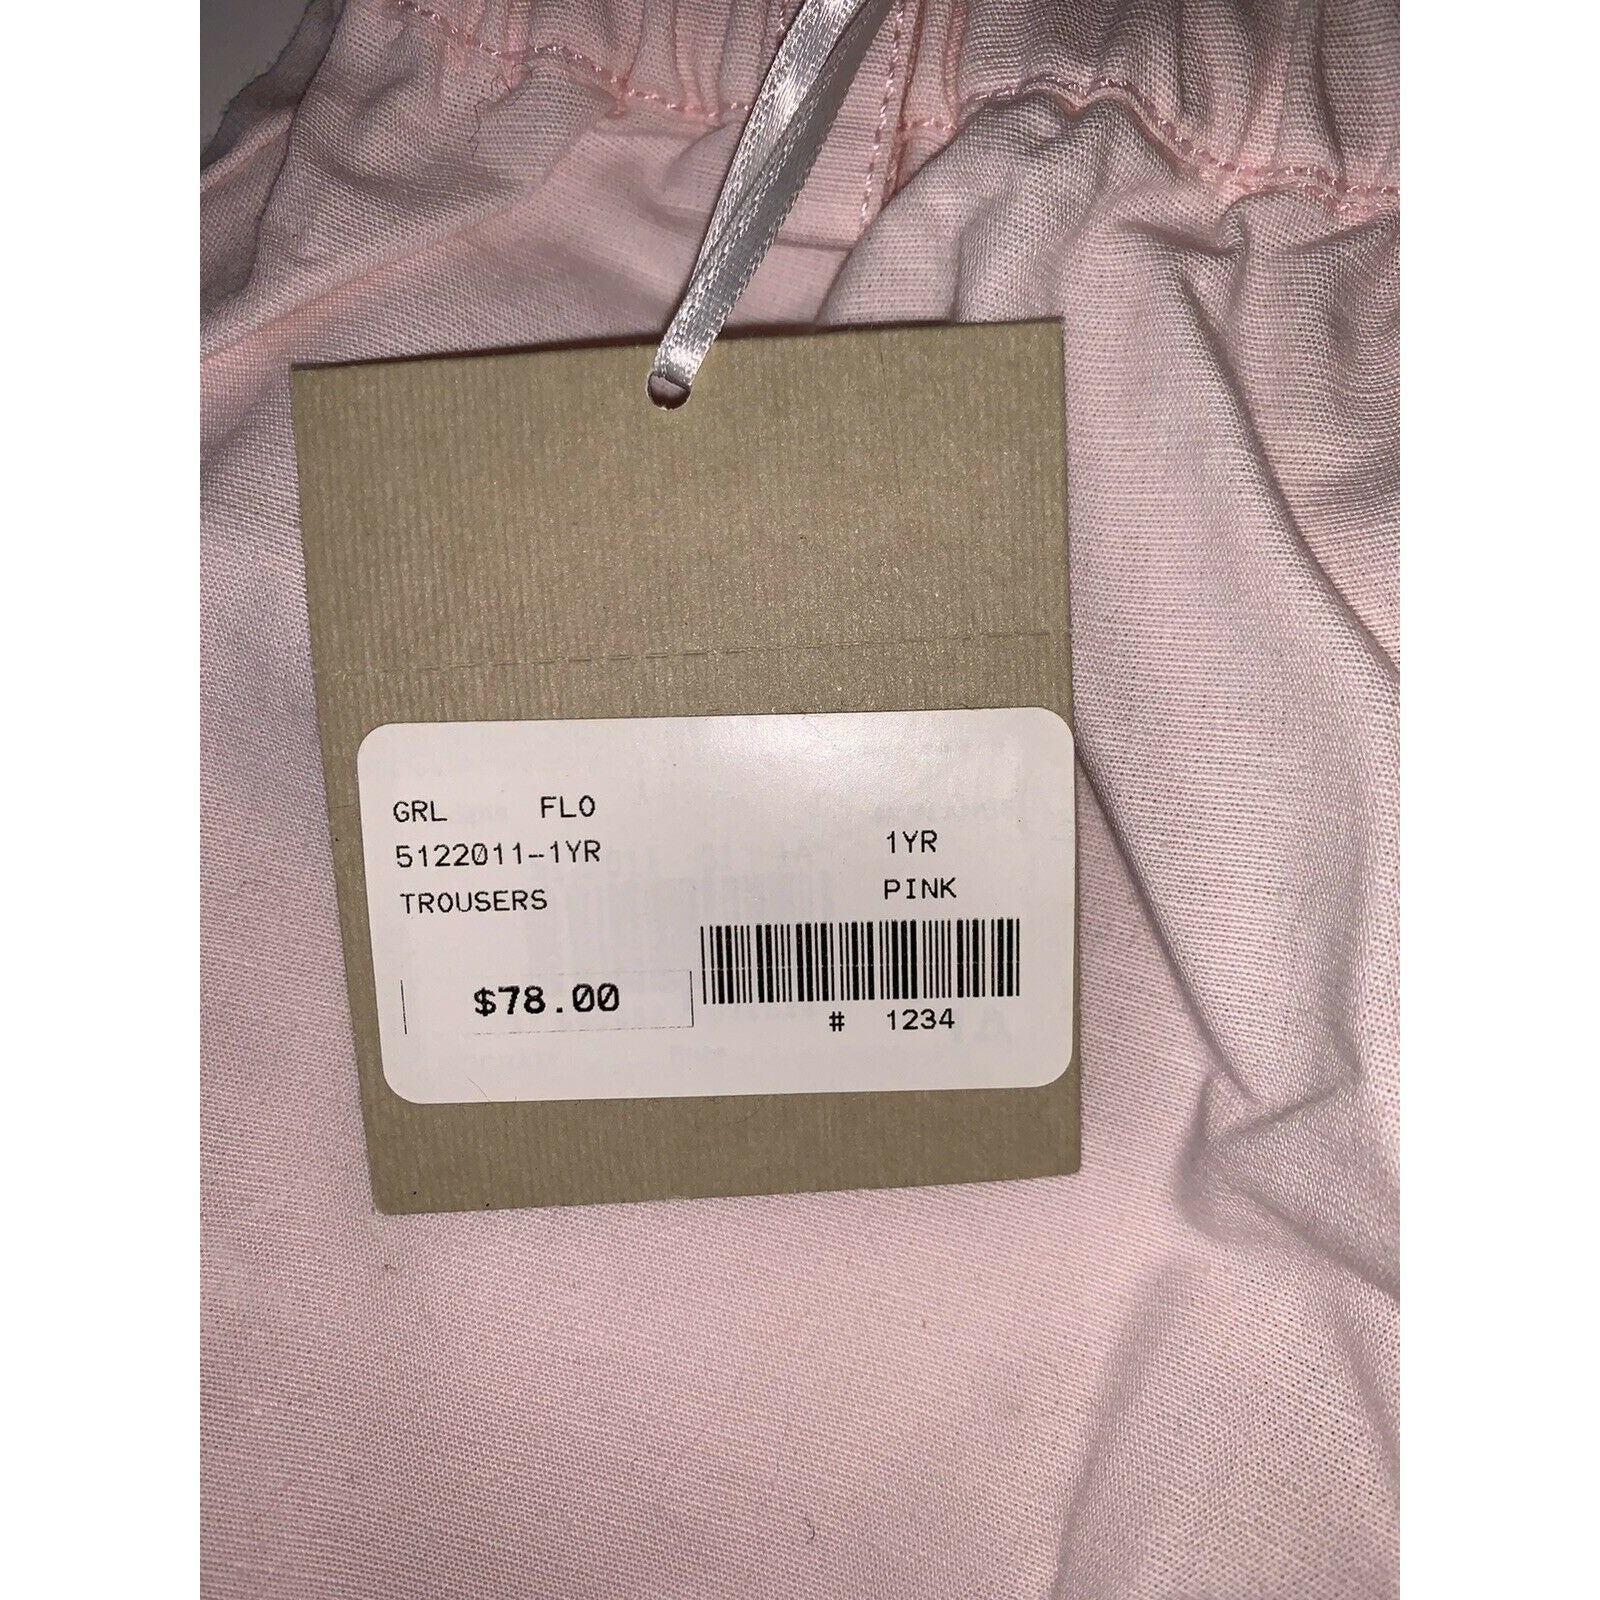 GRL FLO
5122011--1YR 1YR
TROUSERS PINK
$78.00
# 1234